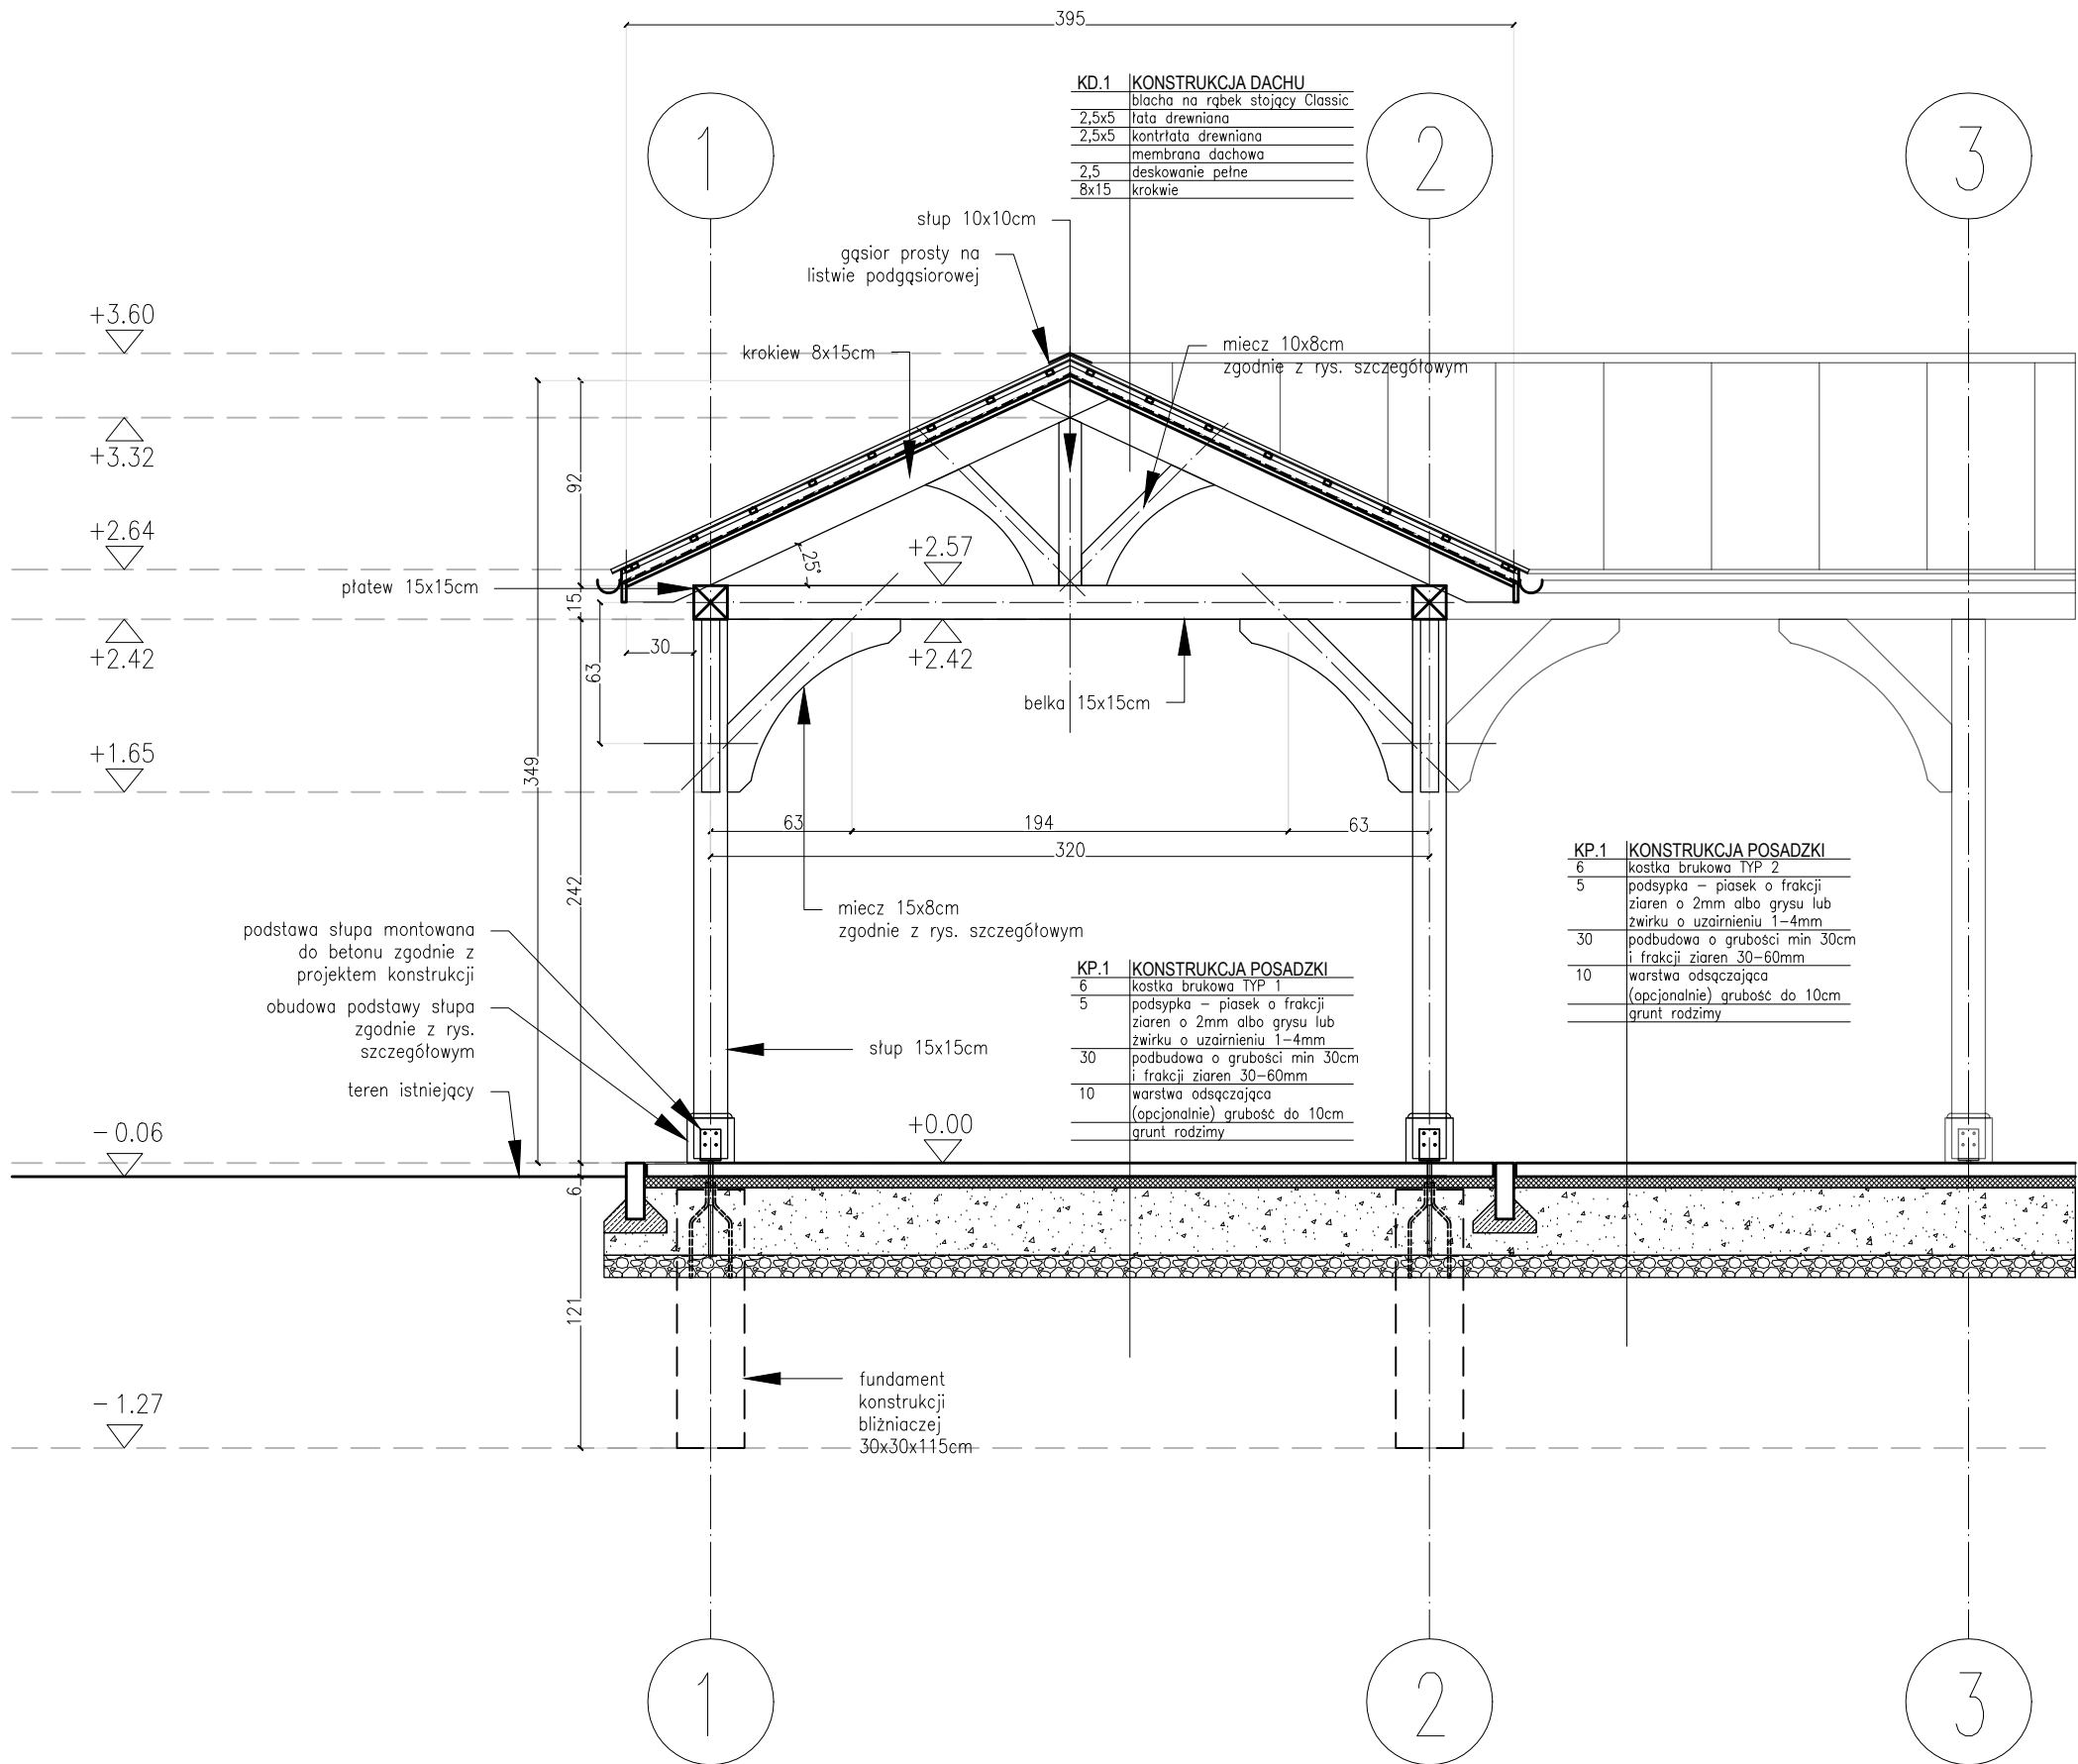 395
KD.1 KONSTRUKCJA DACHU
blacha na rąbek stojący Classic
2,5x5 łata drewniana
2,5x5 kontrłata drewniana
membrana dachowa
2,5 deskowanie pełne
8x15 krokwie
1
2
3
słup 10x10cm
gąsior prosty na
listwie podgąsiorowej
+3.60
krokiew 8x15cm
miecz 10x8cm
zgodnie z rys. szczegółowym
+3.32
92
+2.64
25°
+2.57
płatew 15x15cm
15
+2.42
30
63
+2.42
belka 15x15cm
+1.65
349
63
194
63
320
242
miecz 15x8cm
zgodnie z rys. szczegółowym
KP.1 KONSTRUKCJA POSADZKI
6 kostka brukowa TYP 2
5 podsypka – piasek o frakcji
ziaren o 2mm albo grysu lub
żwirku o uzairnieniu 1–4mm
30 podbudowa o grubości min 30cm
i frakcji ziaren 30–60mm
10 warstwa odsączająca
(opcjonalnie) grubość do 10cm
grunt rodzimy
podstawa słupa montowana
do betonu zgodnie z
projektem konstrukcji
obudowa podstawy słupa
zgodnie z rys.
szczegółowym
teren istniejący
słup 15x15cm
KP.1 KONSTRUKCJA POSADZKI
6 kostka brukowa TYP 1
5 podsypka – piasek o frakcji
ziaren o 2mm albo grysu lub
żwirku o uzairnieniu 1–4mm
30 podbudowa o grubości min 30cm
i frakcji ziaren 30–60mm
10 warstwa odsączająca
(opcjonalnie) grubość do 10cm
grunt rodzimy
–0.06
+0.00
6
121
fundament
konstrukcji
bliźniaczej
30x30x115cm
–1.27
1
2
3